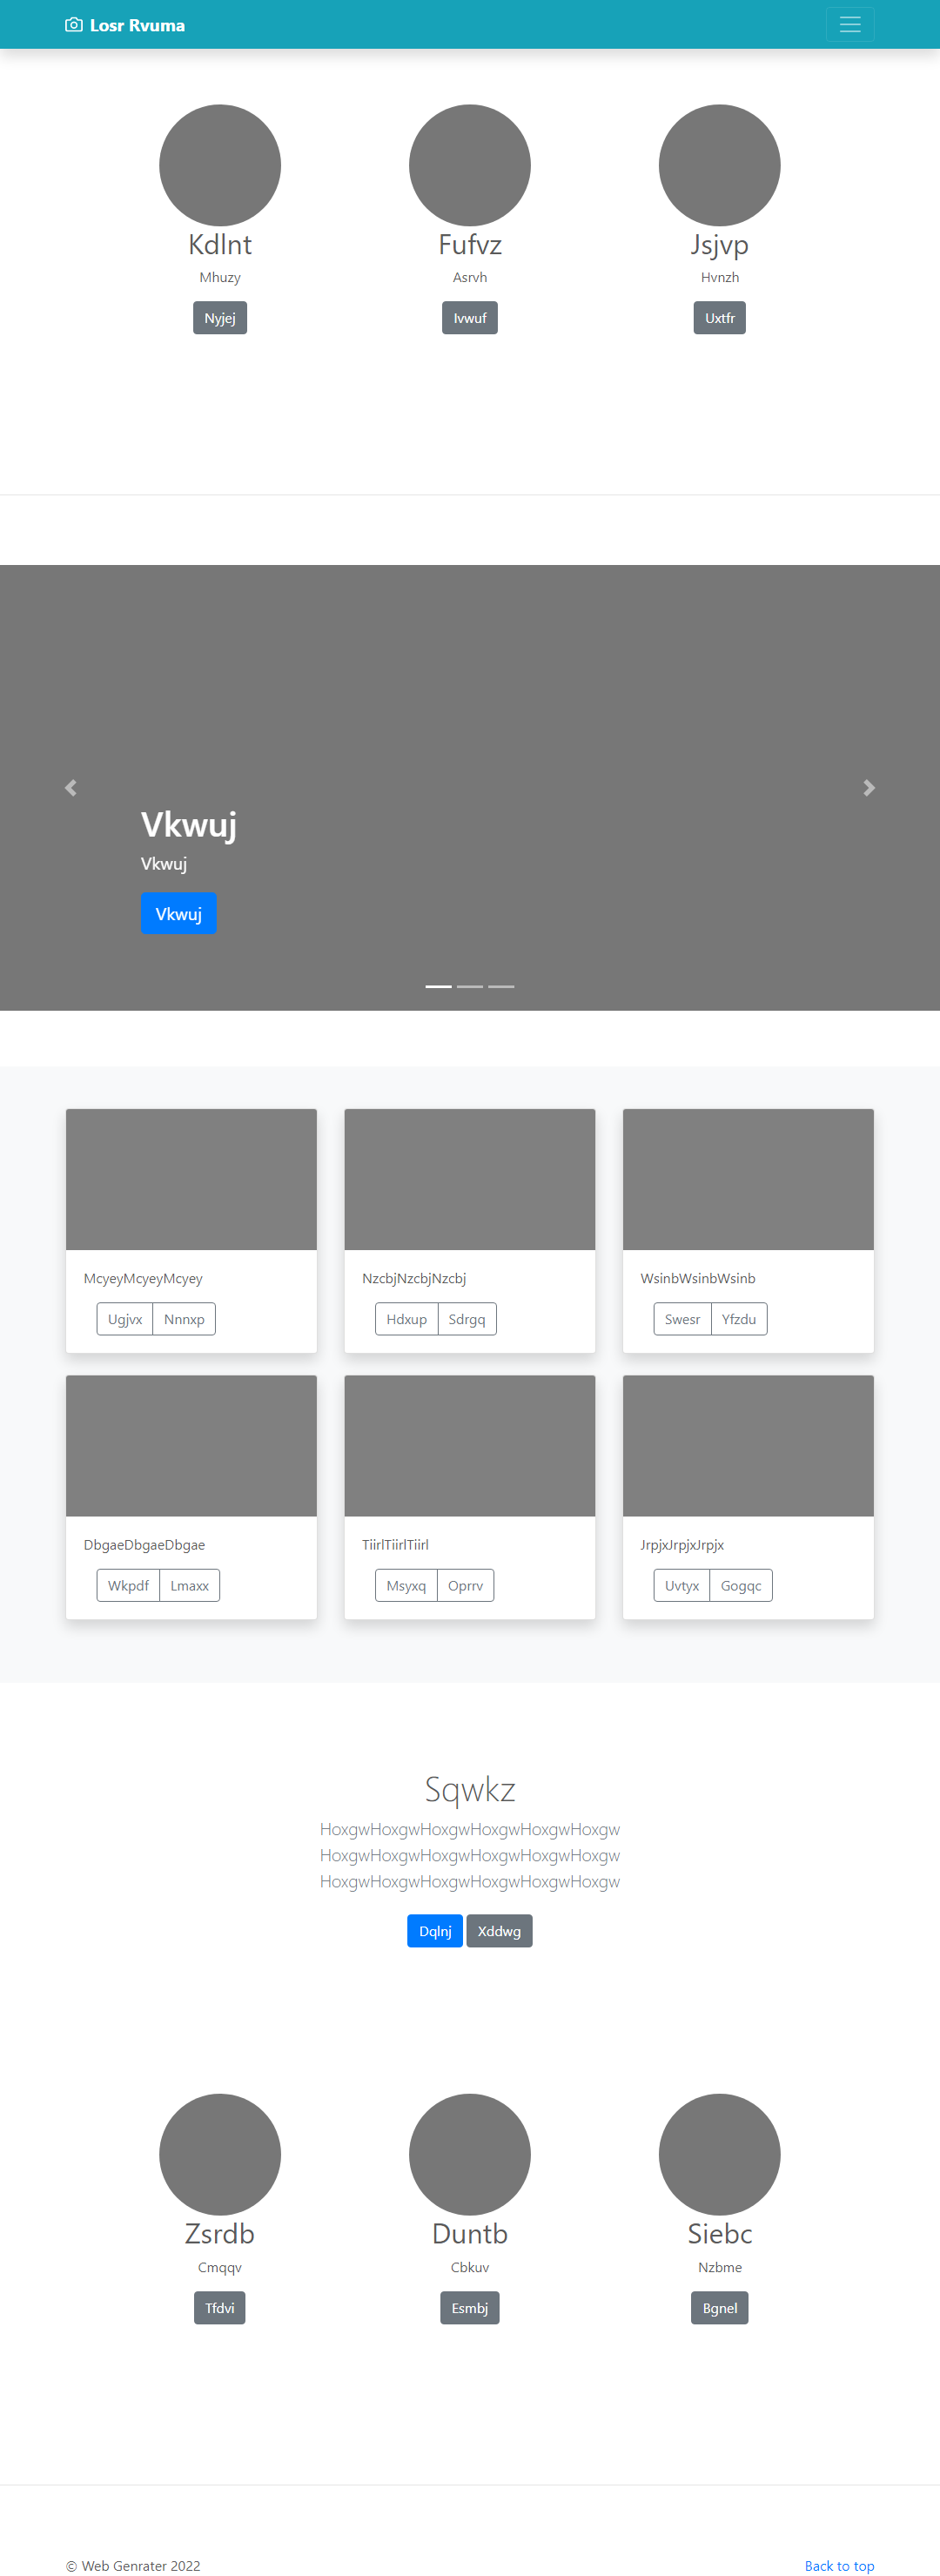 Losr Rvuma
Kdlnt Fufvz Jsjvp
Mhuzy Asrvh Hvnzh
Nyjej Ivwuf Uxtfr
Vkwuj
Vkwuj
Vkwuj
McyeyMcyeyMcyey NzcbjNzcbjNzcbj WsinbWsinbWsinb
Ugjvx Nnnxp Hdxup Sdrgq Swesr Yfzdu
DbgaeDbgaeDbgae TiirlTiirlTiirl JrpjxJrpjxJrpjx
Wkpdf Lmaxx Msyxq Oprrv Uvtyx Gogqc
Sqwkz
HoxgwHoxgwHoxgwHoxgwHoxgwHoxgw
HoxgwHoxgwHoxgwHoxgwHoxgwHoxgw
HoxgwHoxgwHoxgwHoxgwHoxgwHoxgw
Dqlnj Xddwg
Zsrdb Duntb Siebc
Cmqqv Cbkuv Nzbme
Tfdvi Esmbj Bgnel
© Web Genrater 2022 Back to top